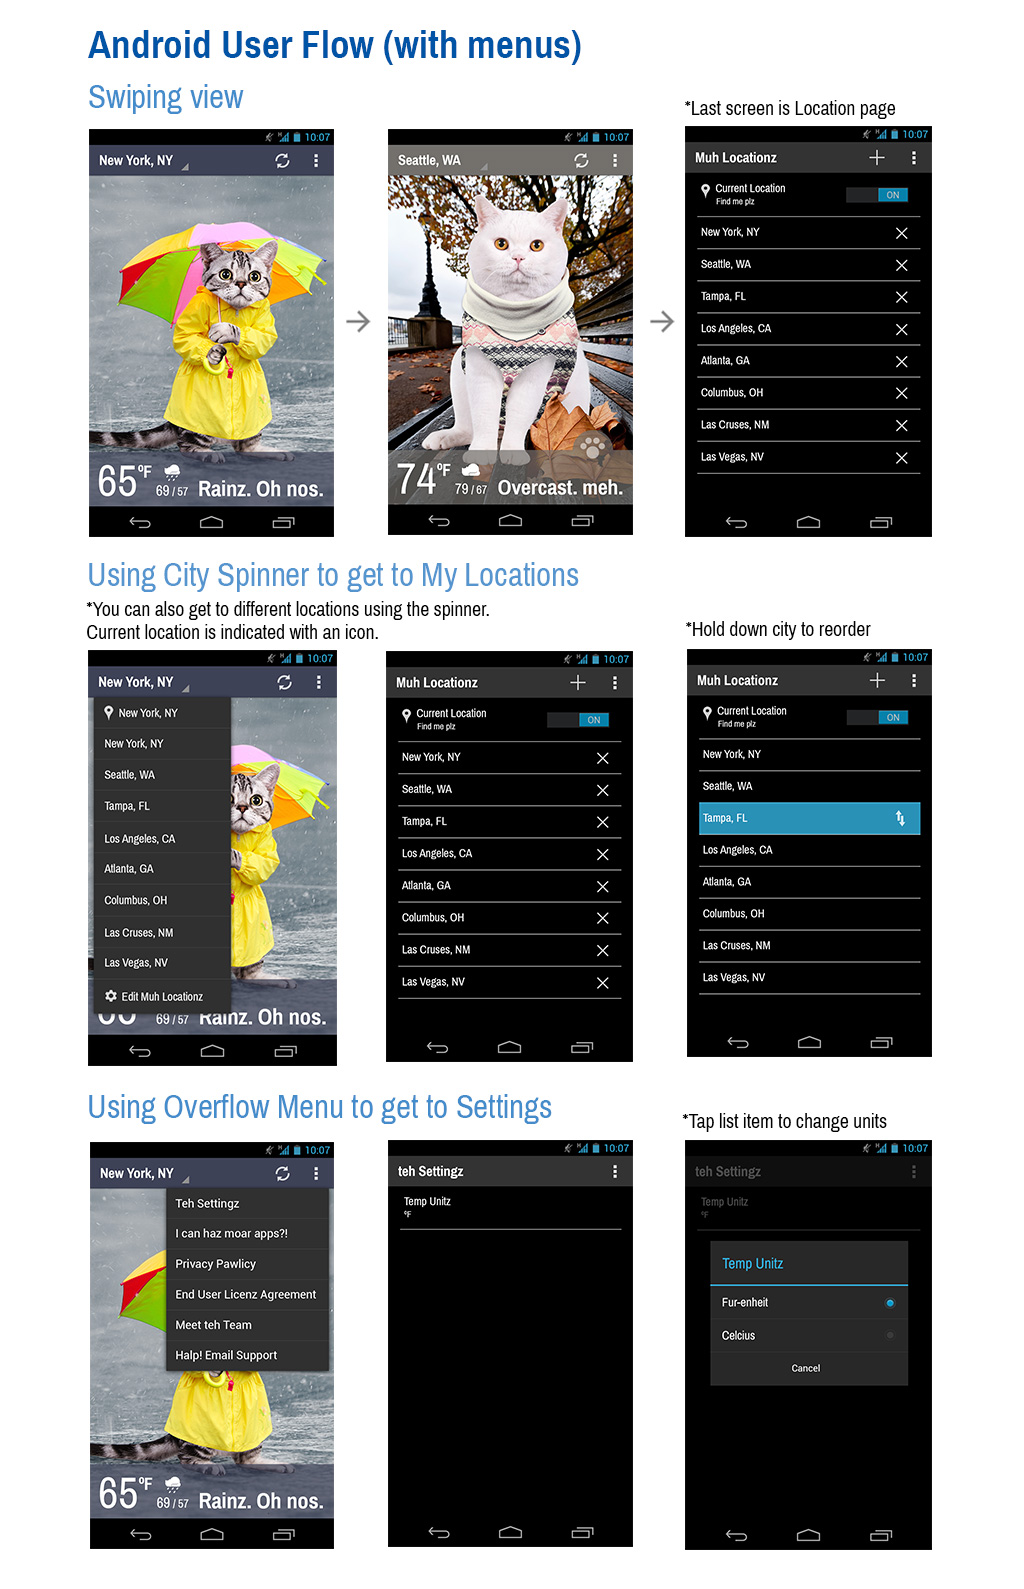 Android User Flow (with menus)
Swiping view
*Last screen is Location page
10:07
New York, NY
65°F
69 / 57
Rainz. Oh nos.
10:07
Seattle, WA
74°F
79 / 67
Overcast. meh.
10:07
Muh Locationz
Current Location
Find me plz
ON
New York, NY
Seattle, WA
Tampa, FL
Los Angeles, CA
Atlanta, GA
Columbus, OH
Las Cruses, NM
Las Vegas, NV
Using City Spinner to get to My Locations
*You can also get to different locations using the spinner.
Current location is indicated with an icon.
*Hold down city to reorder
10:07
New York, NY
New York, NY
New York, NY
Seattle, WA
Tampa, FL
Los Angeles, CA
Atlanta, GA
Columbus, OH
Las Cruses, NM
Las Vegas, NV
Edit Muh Locationz
69 / 57
Rainz. Oh nos.
10:07
Muh Locationz
Current Location
Find me plz
ON
New York, NY
Seattle, WA
Tampa, FL
Los Angeles, CA
Atlanta, GA
Columbus, OH
Las Cruses, NM
Las Vegas, NV
10:07
Muh Locationz
Current Location
Find me plz
ON
New York, NY
Seattle, WA
Tampa, FL
Los Angeles, CA
Atlanta, GA
Columbus, OH
Las Cruses, NM
Las Vegas, NV
Using Overflow Menu to get to Settings
*Tap list item to change units
10:07
New York, NY
Teh Settingz
I can haz moar apps?!
Privacy Pawlicy
End User Licenz Agreement
Meet teh Team
Halp! Email Support
65°F
69 / 57
Rainz. Oh nos.
10:07
teh Settingz
Temp Unitz
°F
10:07
teh Settingz
Temp Unitz
°F
Temp Unitz
Fur-enheit
Celcius
Cancel